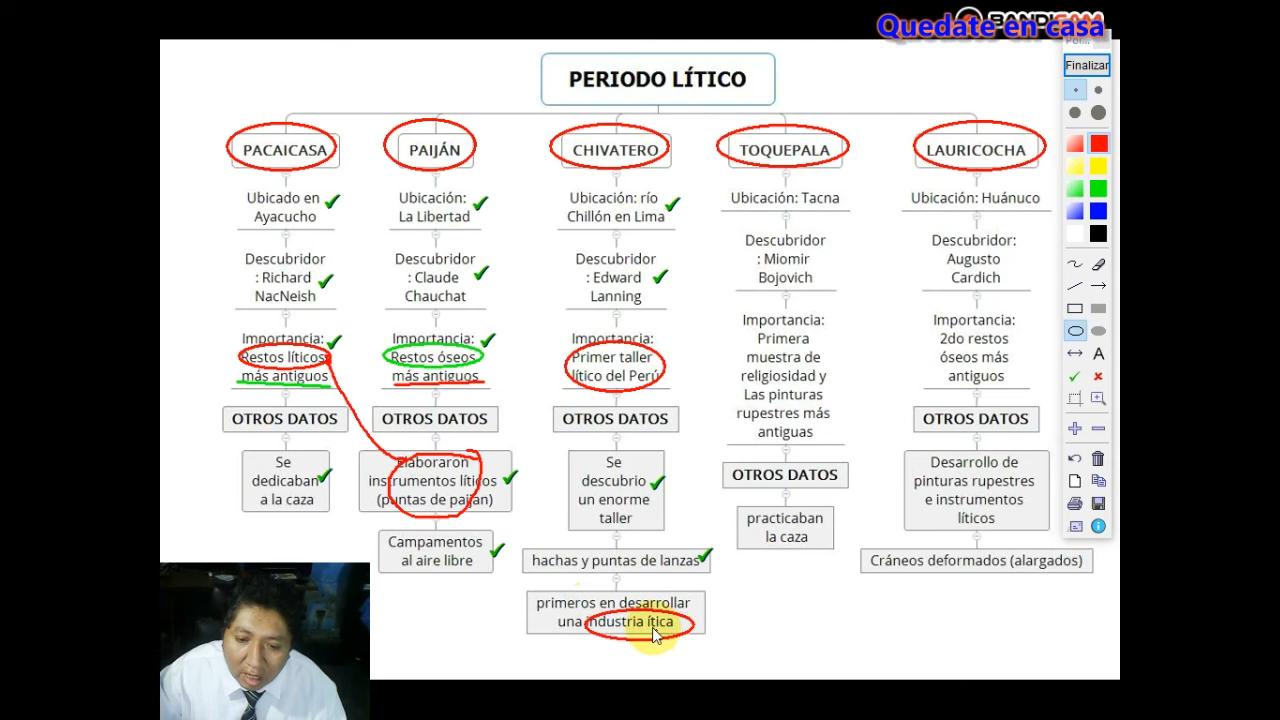 BANDICAM
Quedate en casa
Finalizar
PERIODO LÍTICO
PACAICASA
Ubicado en
Ayacucho
Descubridor
: Richard
NacNeish
Importancia:
Restos líticos
más antiguos
OTROS DATOS
Se
dedicaban
a la caza
PAIJÁN
Ubicación:
La Libertad
Descubridor
: Claude
Chauchat
Importancia:
Restos óseos
más antiguos
OTROS DATOS
Elaboraron
instrumentos líticos
(puntas de paijan)
Campamentos
al aire libre
CHIVATERO
Ubicación: río
Chillón en Lima
Descubridor
: Edward
Lanning
Importancia:
Primer taller
lítico del Perú
OTROS DATOS
Se
descubrio
un enorme
taller
hachas y puntas de lanzas
primeros en desarrollar
una industria ítica
TOQUEPALA
Ubicación: Tacna
Descubridor
: Miomir
Bojovich
Importancia:
Primera
muestra de
religiosidad y
Las pinturas
rupestres más
antiguas
OTROS DATOS
practicaban
la caza
LAURICOCHA
Ubicación: Huánuco
Descubridor:
Augusto
Cardich
Importancia:
2do restos
óseos más
antiguos
OTROS DATOS
Desarrollo de
pinturas rupestres
e instrumentos
líticos
Cráneos deformados (alargados)